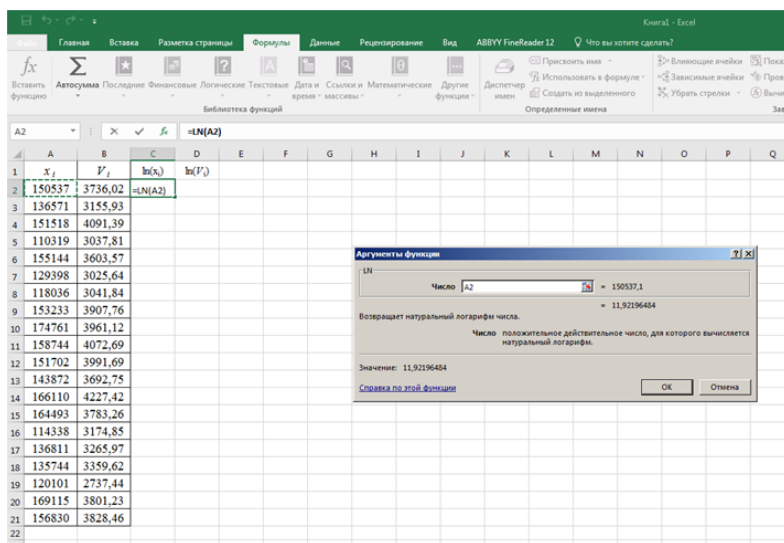 Книга1 - Excel
Файл Главная Вставка Разметка страницы Формулы Данные Рецензирование Вид ABBYY FineReader 12 Что вы хотите сделать?
fx Σ ? A θ Присвоить имя Влияющие ячейки Пока
Вставить функцию Автосумма Последние Финансовые Логические Текстовые Дата и время Ссылки и массивы Математические Другие функции Диспетчер имен Использовать в формуле Зависимые ячейки Пров
Создать из выделенного Убрать стрелки Вычи
Библиотека функций Определенные имена Зав
A2 fx =LN(A2)
A B C D E F G H I J K L M N O P Q
1 x i V i ln(xi) ln(Vi)
2 150537 3736,02 =LN(A2)
3 136571 3155,93
4 151518 4091,39
5 110319 3037,81
6 155144 3603,57
7 129398 3025,64
8 118036 3041,84
9 153233 3907,76
10 174761 3961,12
11 158744 4072,69
12 151702 3991,69
13 143872 3692,75
14 166110 4227,42
15 164493 3783,26
16 114338 3174,85
17 136811 3265,97
18 135744 3359,62
19 120101 2737,44
20 169115 3801,23
21 156830 3828,46
22
Аргументы функции ? X
LN
Число A2 = 150537,1
= 11,92196484
Возвращает натуральный логарифм числа.
Число положительное действительное число, для которого вычисляется
натуральный логарифм.
Значение: 11,92196484
Справка по этой функции OK Отмена